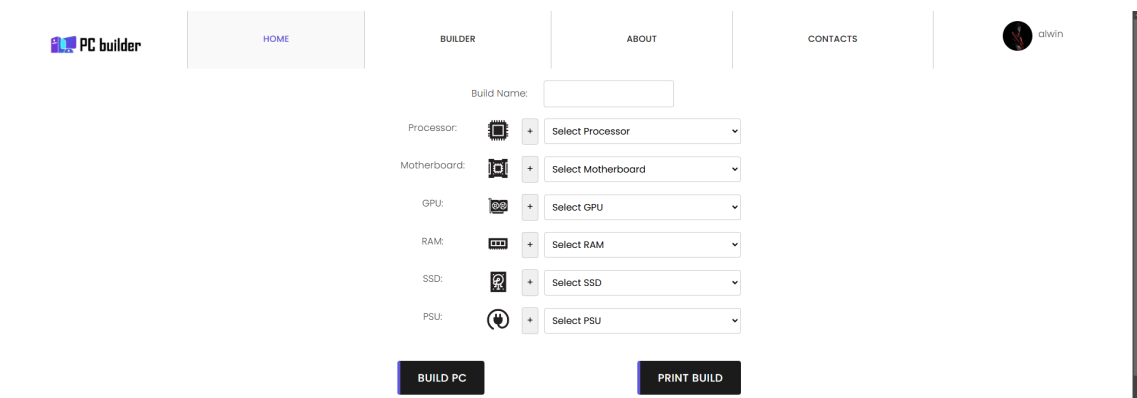 PC builder
HOME
BUILDER
ABOUT
CONTACTS
alwin
Build Name:
Processor:
+
Select Processor
Motherboard:
+
Select Motherboard
GPU:
+
Select GPU
RAM:
+
Select RAM
SSD:
+
Select SSD
PSU:
+
Select PSU
BUILD PC
PRINT BUILD